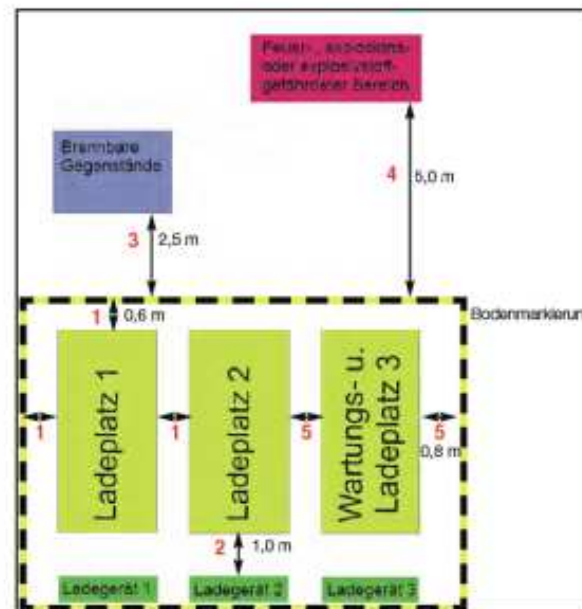 Feuer-, explosions-
oder explosivstoff-
gefährdeter Bereich
Brennbare
Gegenstände
4
5,0 m
3
2,5 m
1
0,6 m
Bodenmarkierun
Ladeplatz 1
Ladeplatz 2
Wartungs- u.
Ladeplatz 3
1
1
5
5
0,8 m
2
1,0 m
Ladegerät 1
Ladegerät 2
Ladegerät 3